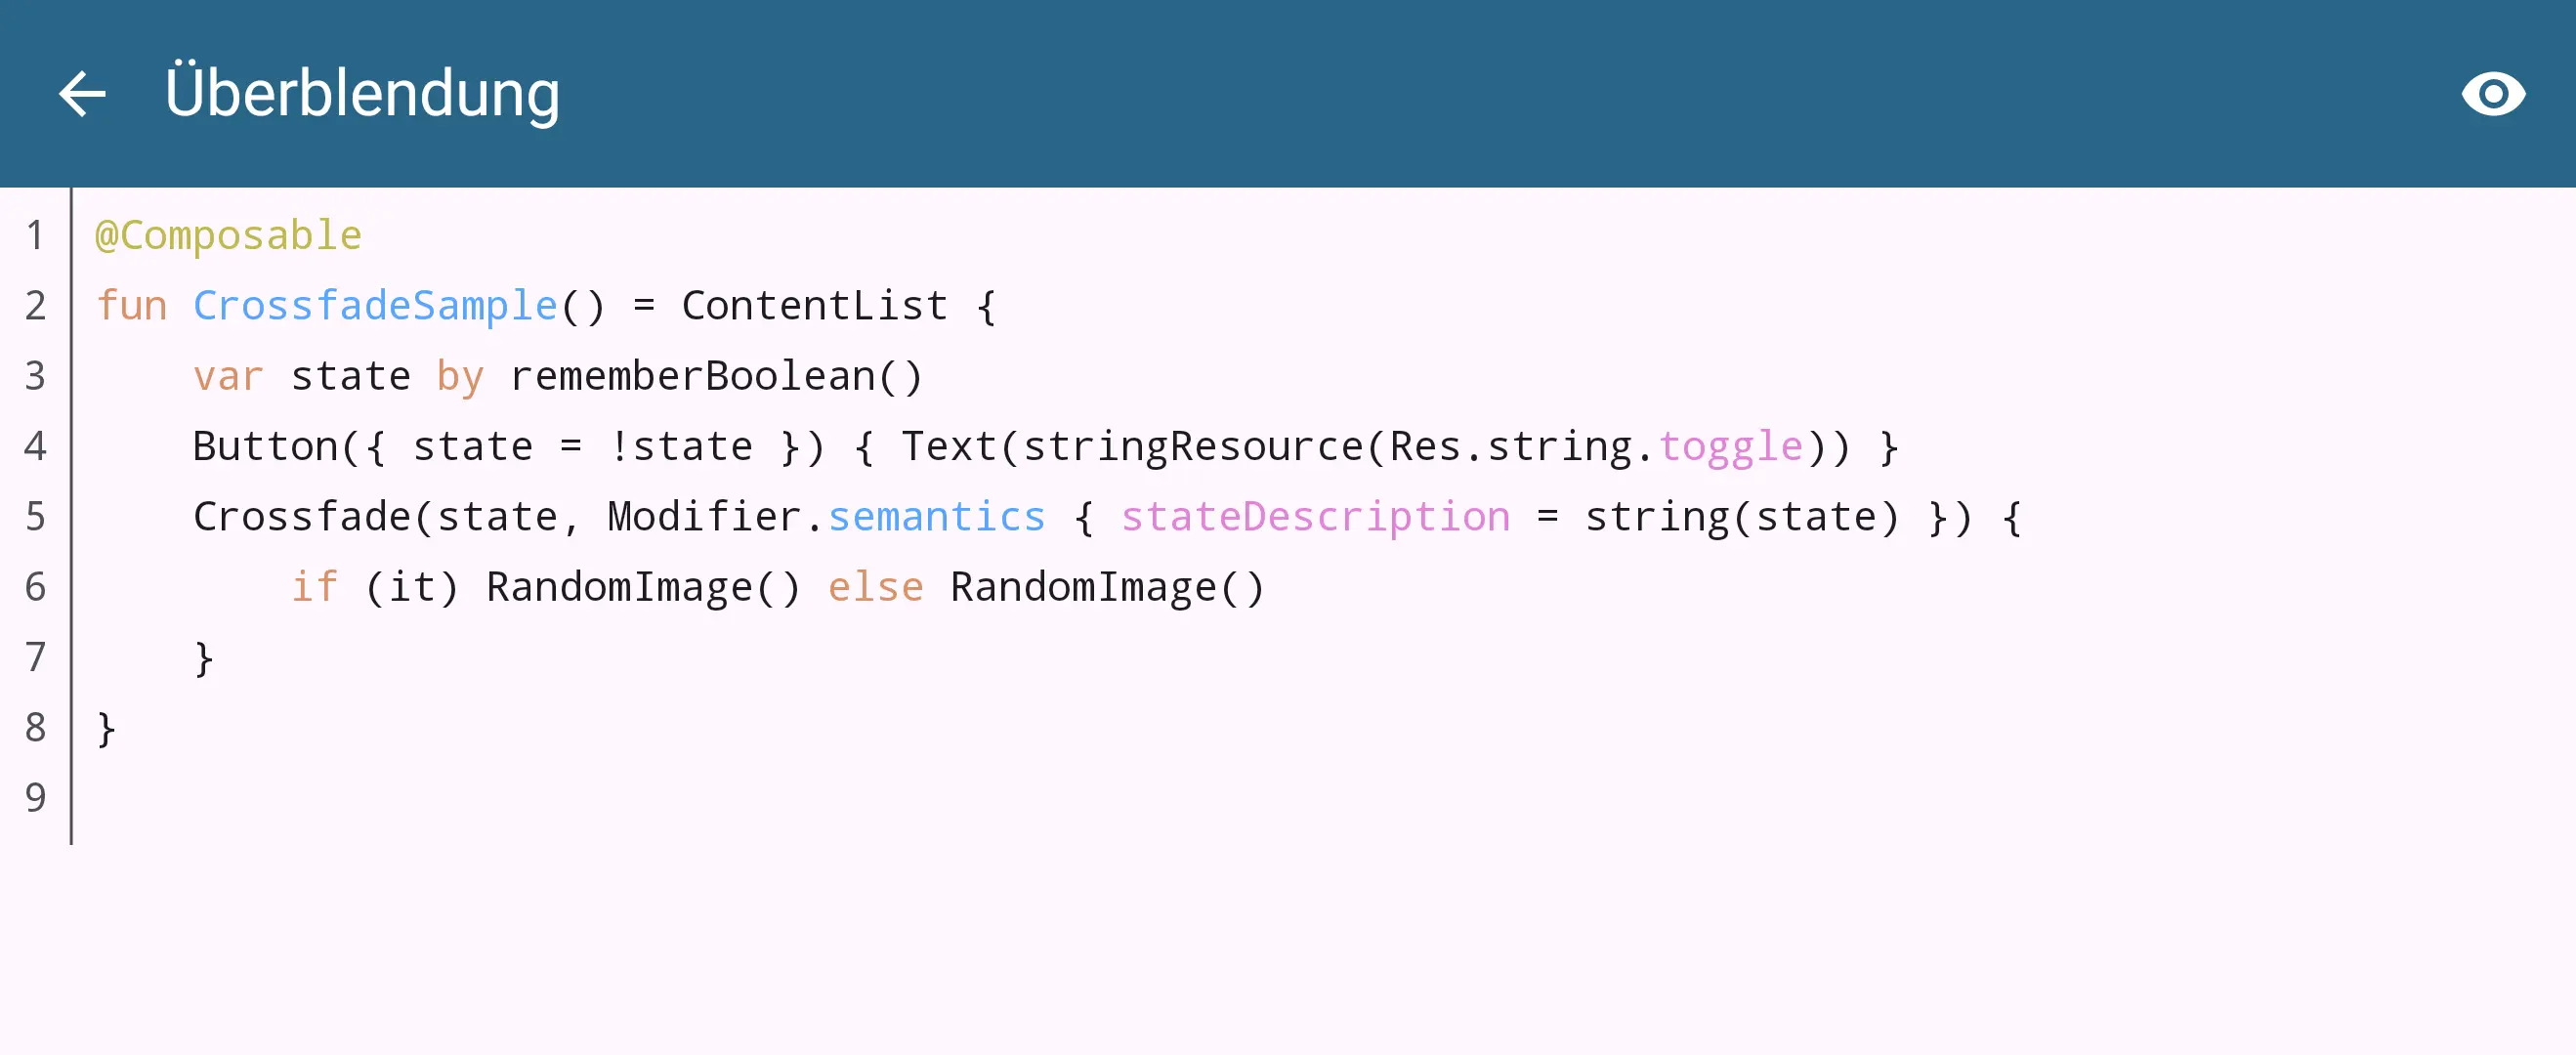 Überblendung
1 @Composable
2 fun CrossfadeSample() = ContentList {
3     var state by rememberBoolean()
4     Button({ state = !state }) { Text(stringResource(Res.string.toggle)) }
5     Crossfade(state, Modifier.semantics { stateDescription = string(state) }) {
6         if (it) RandomImage() else RandomImage()
7     }
8 }
9